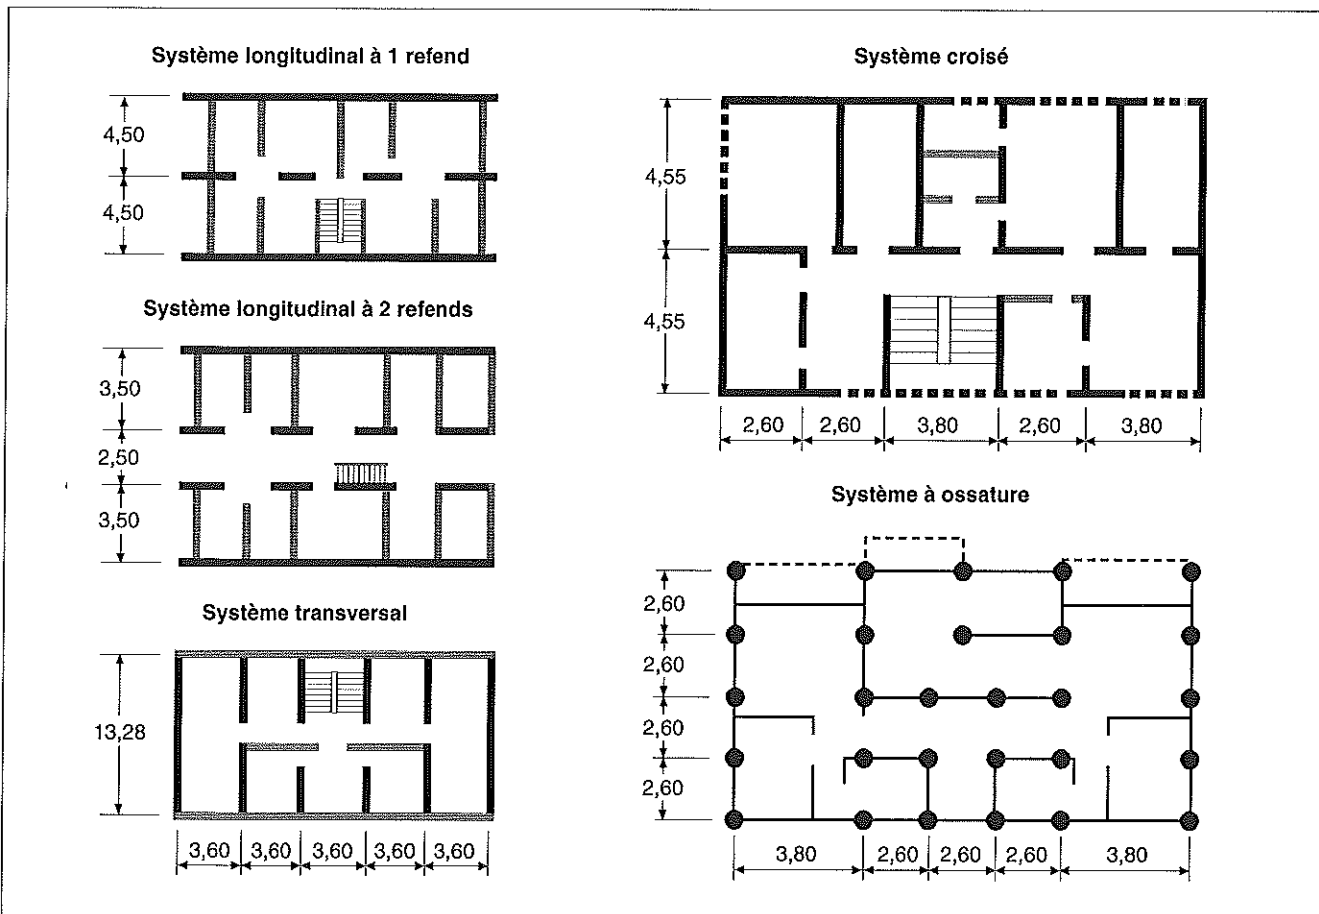 Système longitudinal à 1 refend
4,50
4,50
Système longitudinal à 2 refends
3,50
2,50
3,50
Système transversal
13,28
3,60 3,60 3,60 3,60 3,60
Système croisé
4,55
4,55
2,60 2,60 3,80 2,60 3,80
Système à ossature
2,60
2,60
2,60
2,60
3,80 2,60 2,60 2,60 3,80